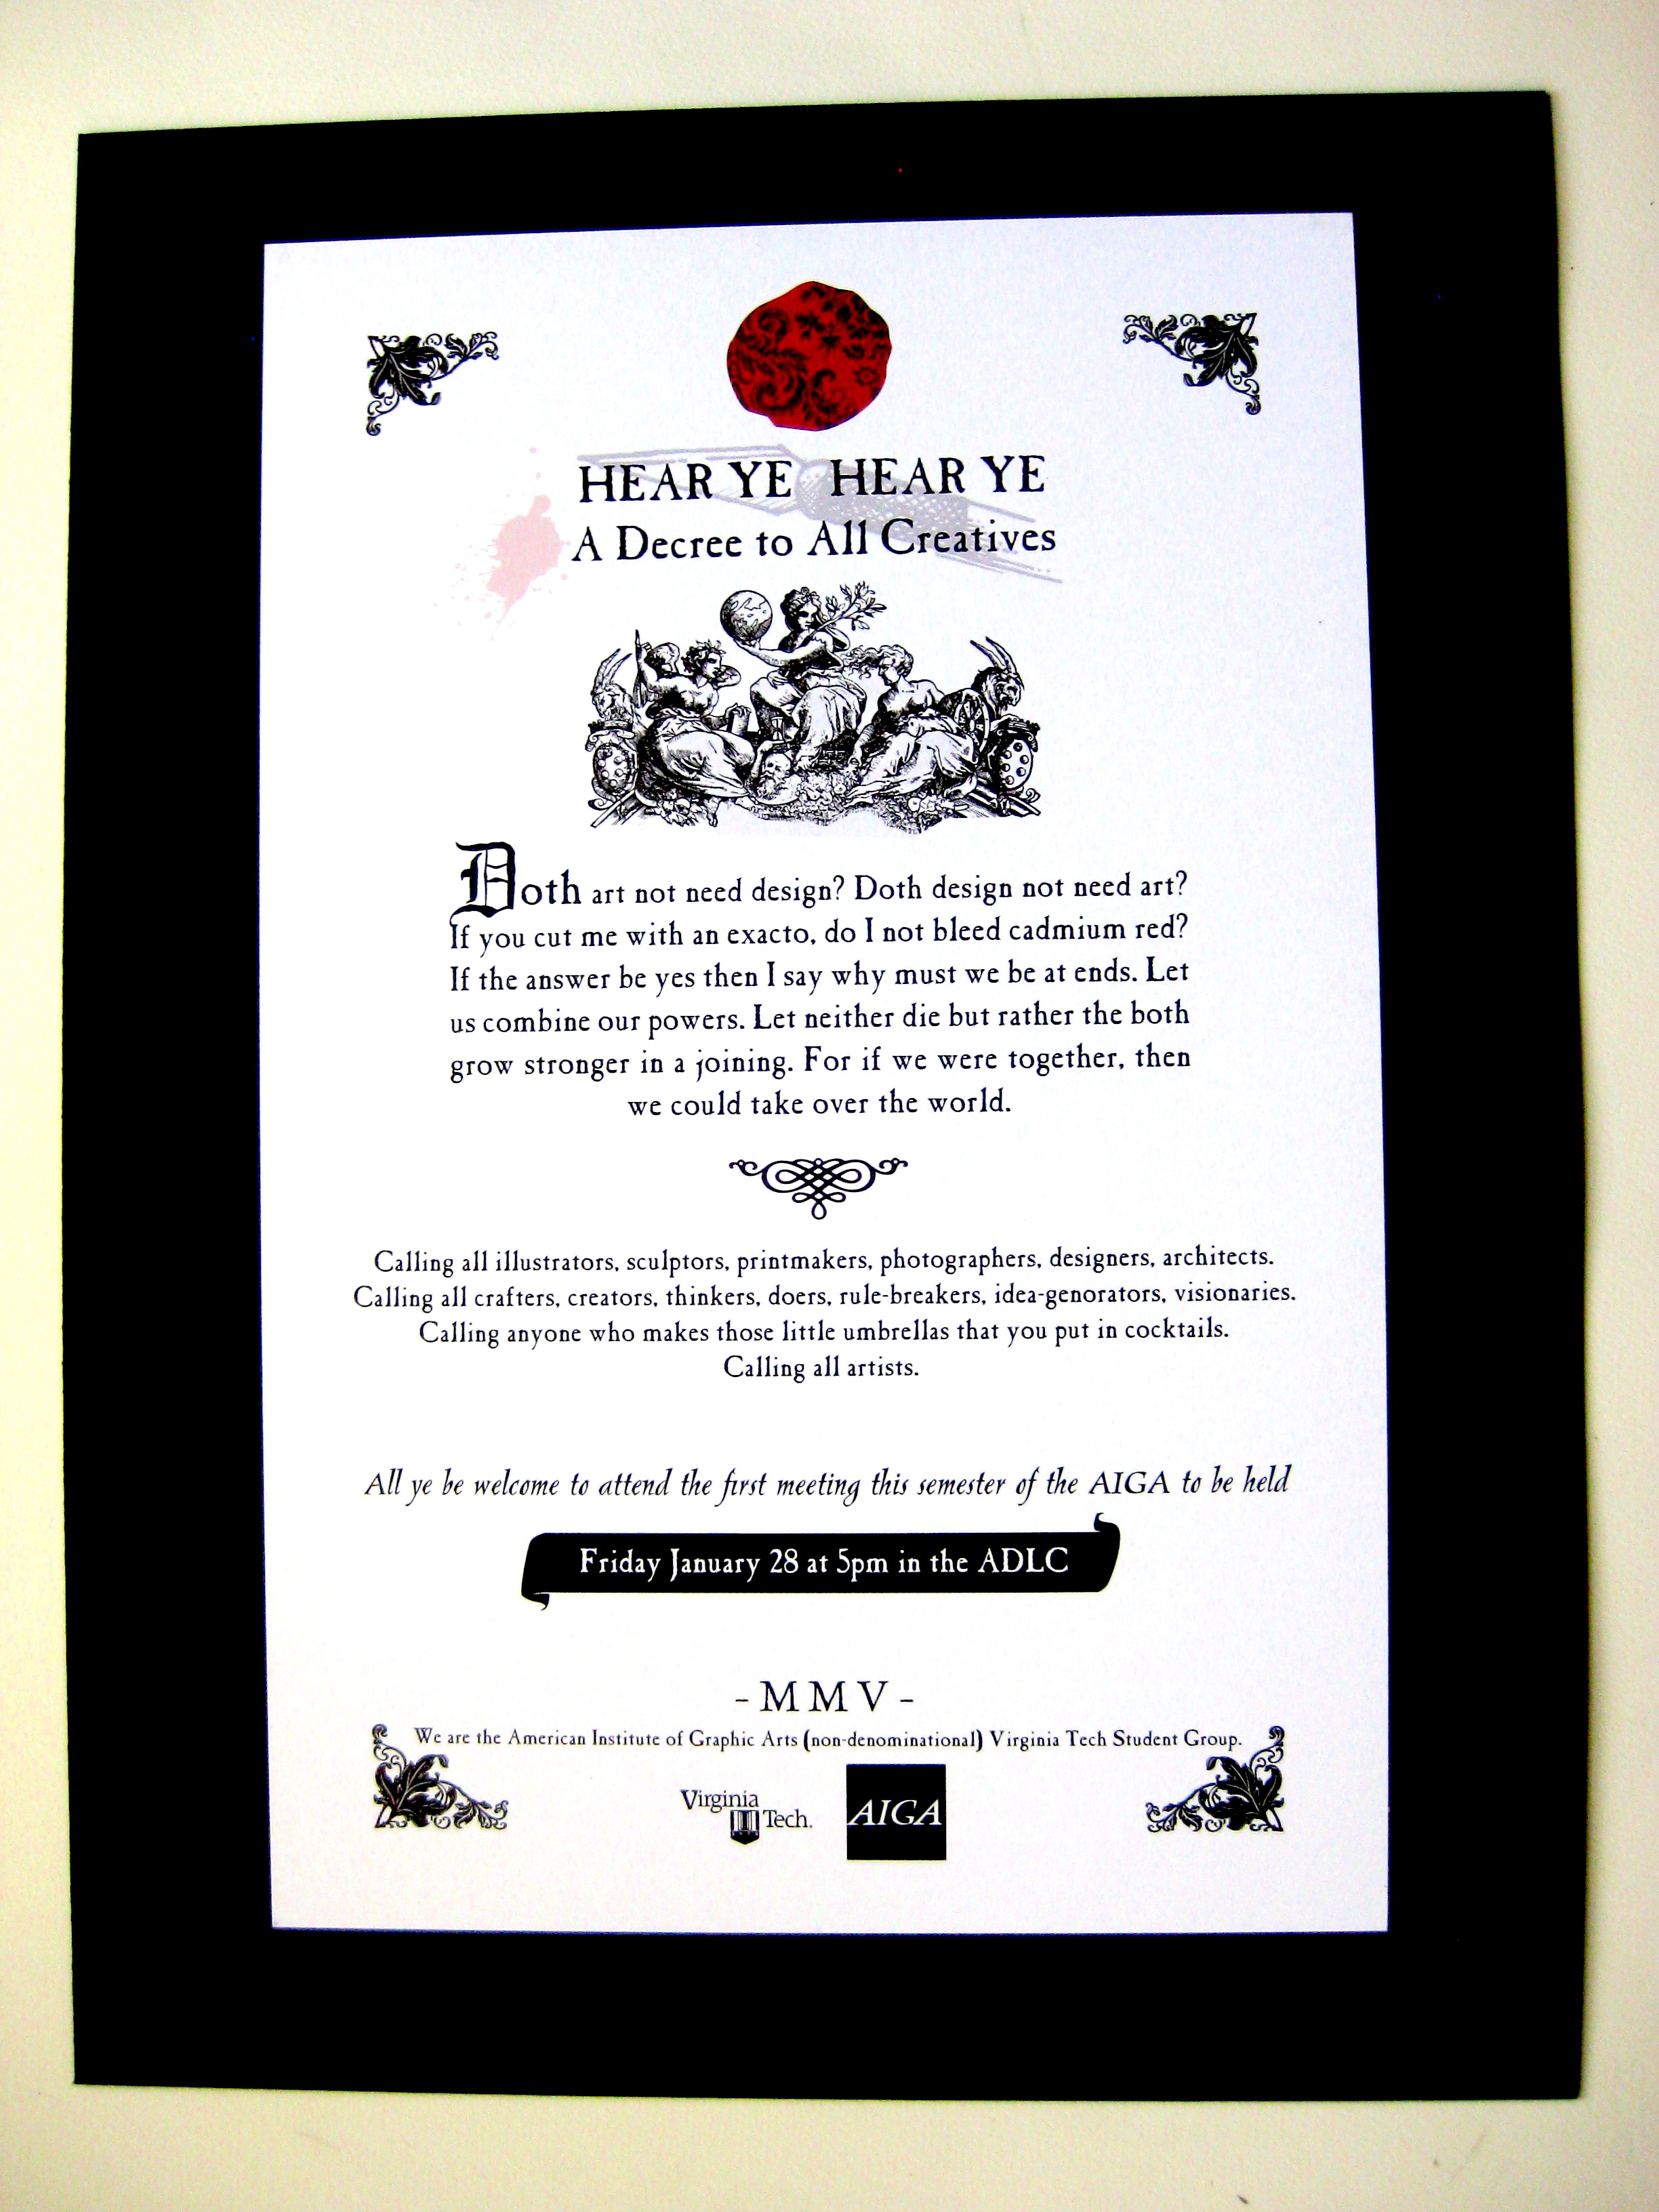 HEAR YE HEAR YE
A Decree to All Creatives
Doth art not need design? Doth design not need art?
If you cut me with an exacto, do I not bleed cadmium red?
If the answer be yes then I say why must we be at ends. Let
us combine our powers. Let neither die but rather the both
grow stronger in a joining. For if we were together, then
we could take over the world.
Calling all illustrators, sculptors, printmakers, photographers, designers, architects.
Calling all crafters, creators, thinkers, doers, rule-breakers, idea-genorators, visionaries.
Calling anyone who makes those little umbrellas that you put in cocktails.
Calling all artists.
All ye be welcome to attend the first meeting this semester of the AIGA to be held
Friday January 28 at 5pm in the ADLC
- M M V -
We are the American Institute of Graphic Arts (non-denominational) Virginia Tech Student Group.
Virginia
Tech.
AIGA